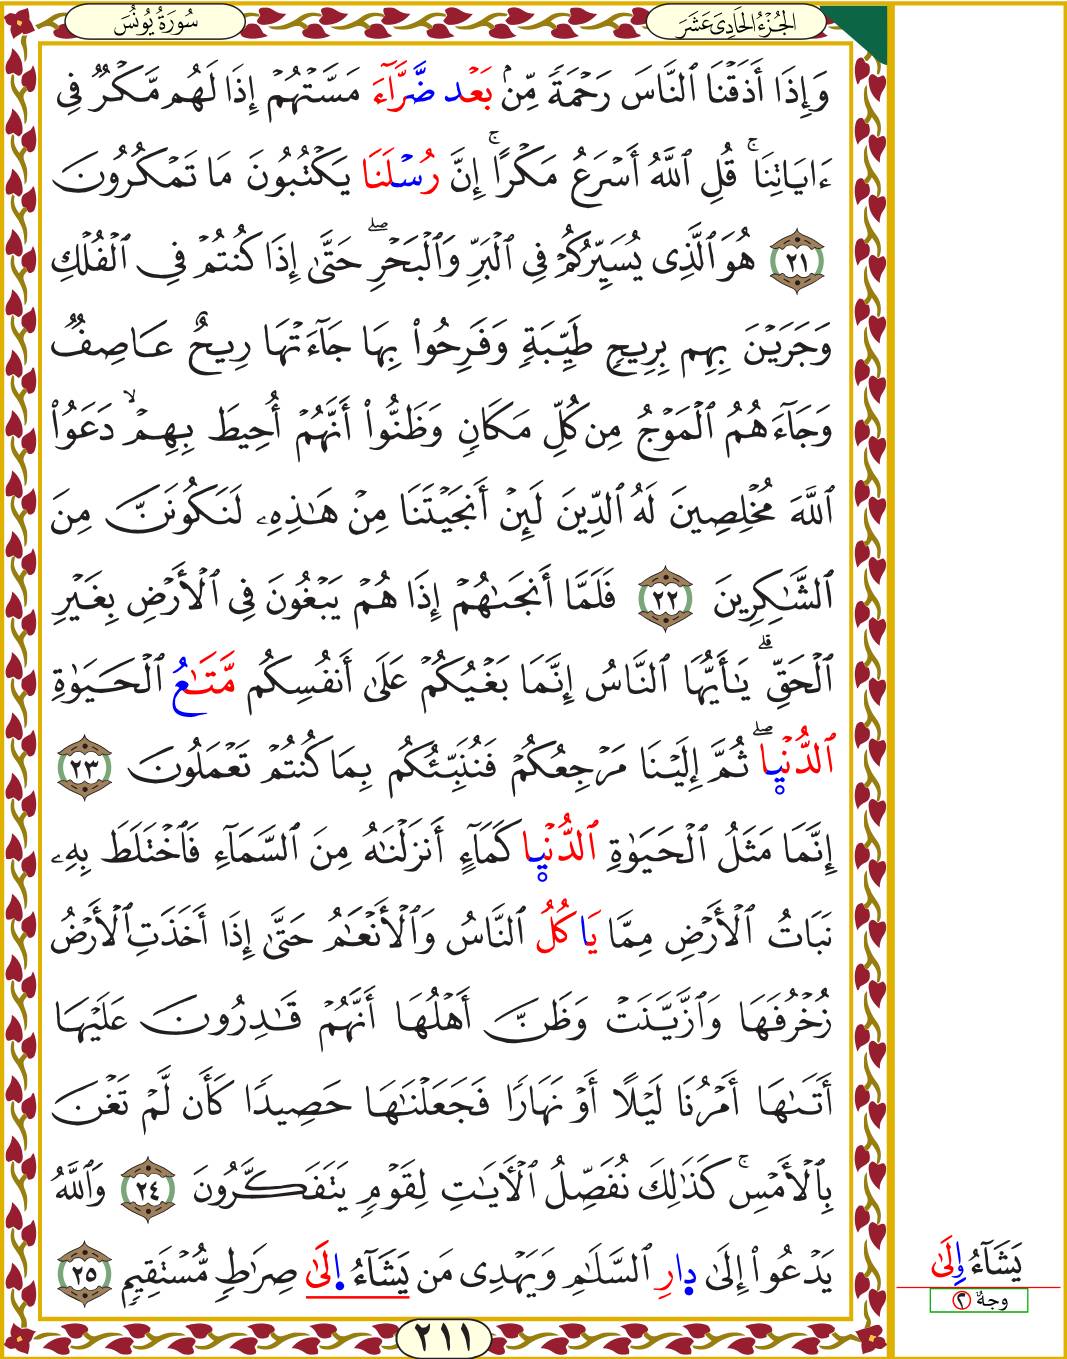 الجُزْءُ الحَادِيَ عَشَرَ
سُورَةُ يُونُسَ
وَإِذَا أَذَقْنَا ٱلنَّاسَ رَحْمَةً مِّنۢ بَعْد ضَّرَّآءَ مَسَّتْهُمْ إِذَا لَهُم مَّكْرٌ فِي
ءَايَاتِنَاۚ قُلِ ٱللَّهُ أَسْرَعُ مَكْرًاۚ إِنَّ رُسْلَنَا يَكْتُبُونَ مَا تَمْكُرُونَ
٢١ هُوَ ٱلَّذِى يُسَيِّرُكُمْ فِى ٱلْبَرِّ وَٱلْبَحْرِۖ حَتَّىٰ إِذَا كُنتُمْ فِى ٱلْفُلْكِ
وَجَرَيْنَ بِهِم بِرِيحٍ طَيِّبَةٍ وَفَرِحُوا۟ بِهَا جَآءَتْهَا رِيحٌ عَاصِفٌ
وَجَآءَهُمُ ٱلْمَوْجُ مِن كُلِّ مَكَانٍ وَظَنُّوٓا۟ أَنَّهُمْ أُحِيطَ بِهِمْۙ دَعَوُا۟
ٱللَّهَ مُخْلِصِينَ لَهُ ٱلدِّينَ لَئِنْ أَنجَيْتَنَا مِنْ هَـٰذِهِۦ لَنَكُونَنَّ مِنَ
ٱلشَّـٰكِرِينَ ٢٢ فَلَمَّا أَنجَىٰهُمْ إِذَا هُمْ يَبْغُونَ فِى ٱلْأَرْضِ بِغَيْرِ
ٱلْحَقِّۗ يَـٰأَيُّهَا ٱلنَّاسُ إِنَّمَا بَغْيُكُمْ عَلَىٰ أَنفُسِكُم مَّتَـٰعُ ٱلْحَيَوٰةِ
ٱلدُّنْيٜاۖ ثُمَّ إِلَيْنَا مَرْجِعُكُمْ فَنُنَبِّئُكُم بِمَا كُنتُمْ تَعْمَلُونَ ٢٣
إِنَّمَا مَثَلُ ٱلْحَيَوٰةِ ٱلدُّنْيٜا كَمَآءٍ أَنزَلْنَـٰهُ مِنَ ٱلسَّمَآءِ فَٱخْتَلَطَ بِهِۦ
نَبَاتُ ٱلْأَرْضِ مِمَّا يَاكُلُ ٱلنَّاسُ وَٱلْأَنْعَـٰمُ حَتَّىٰ إِذَا أَخَذَتِ ٱلْأَرْضُ
زُخْرُفَهَا وَٱزَّيَّنَتْ وَظَنَّ أَهْلُهَا أَنَّهُمْ قَـٰدِرُونَ عَلَيْهَا
أَتَىٰهَا أَمْرُنَا لَيْلًا أَوْ نَهَارًا فَجَعَلْنَـٰهَا حَصِيدًا كَأَن لَّمْ تَغْنَ
بِٱلْأَمْسِۚ كَذَٰلِكَ نُفَصِّلُ ٱلْأَيَـٰتِ لِقَوْمٍ يَتَفَكَّرُونَ ٢٤ وَٱللَّهُ
يَدْعُوا۟ إِلَىٰ دٜارِ ٱلسَّلَـٰمِ وَيَهْدِى مَن يَشَآءُ اِ۪لَىٰ صِرَٰطٍ مُّسْتَقِيمٍ ٢٥
يَشَآءُ وِلَىٰ
وجهٌ ٢
٢١١